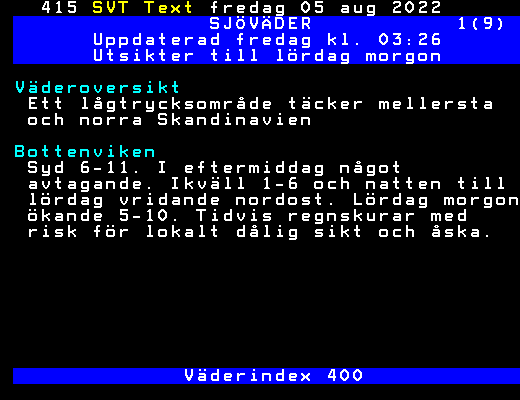 415 SVT Text fredag 05 aug 2022
SJÖVÄDER 1(9)
Uppdaterad fredag kl. 03:26
Utsikter till lördag morgon
Väderoversikt
Ett lågtrycksområde täcker mellersta
och norra Skandinavien
Bottenviken
Syd 6-11. I eftermiddag något
avtagande. Ikväll 1-6 och natten till
lördag vridande nordost. Lördag morgon
ökande 5-10. Tidvis regnskurar med
risk för lokalt dålig sikt och åska.
Väderindex 400